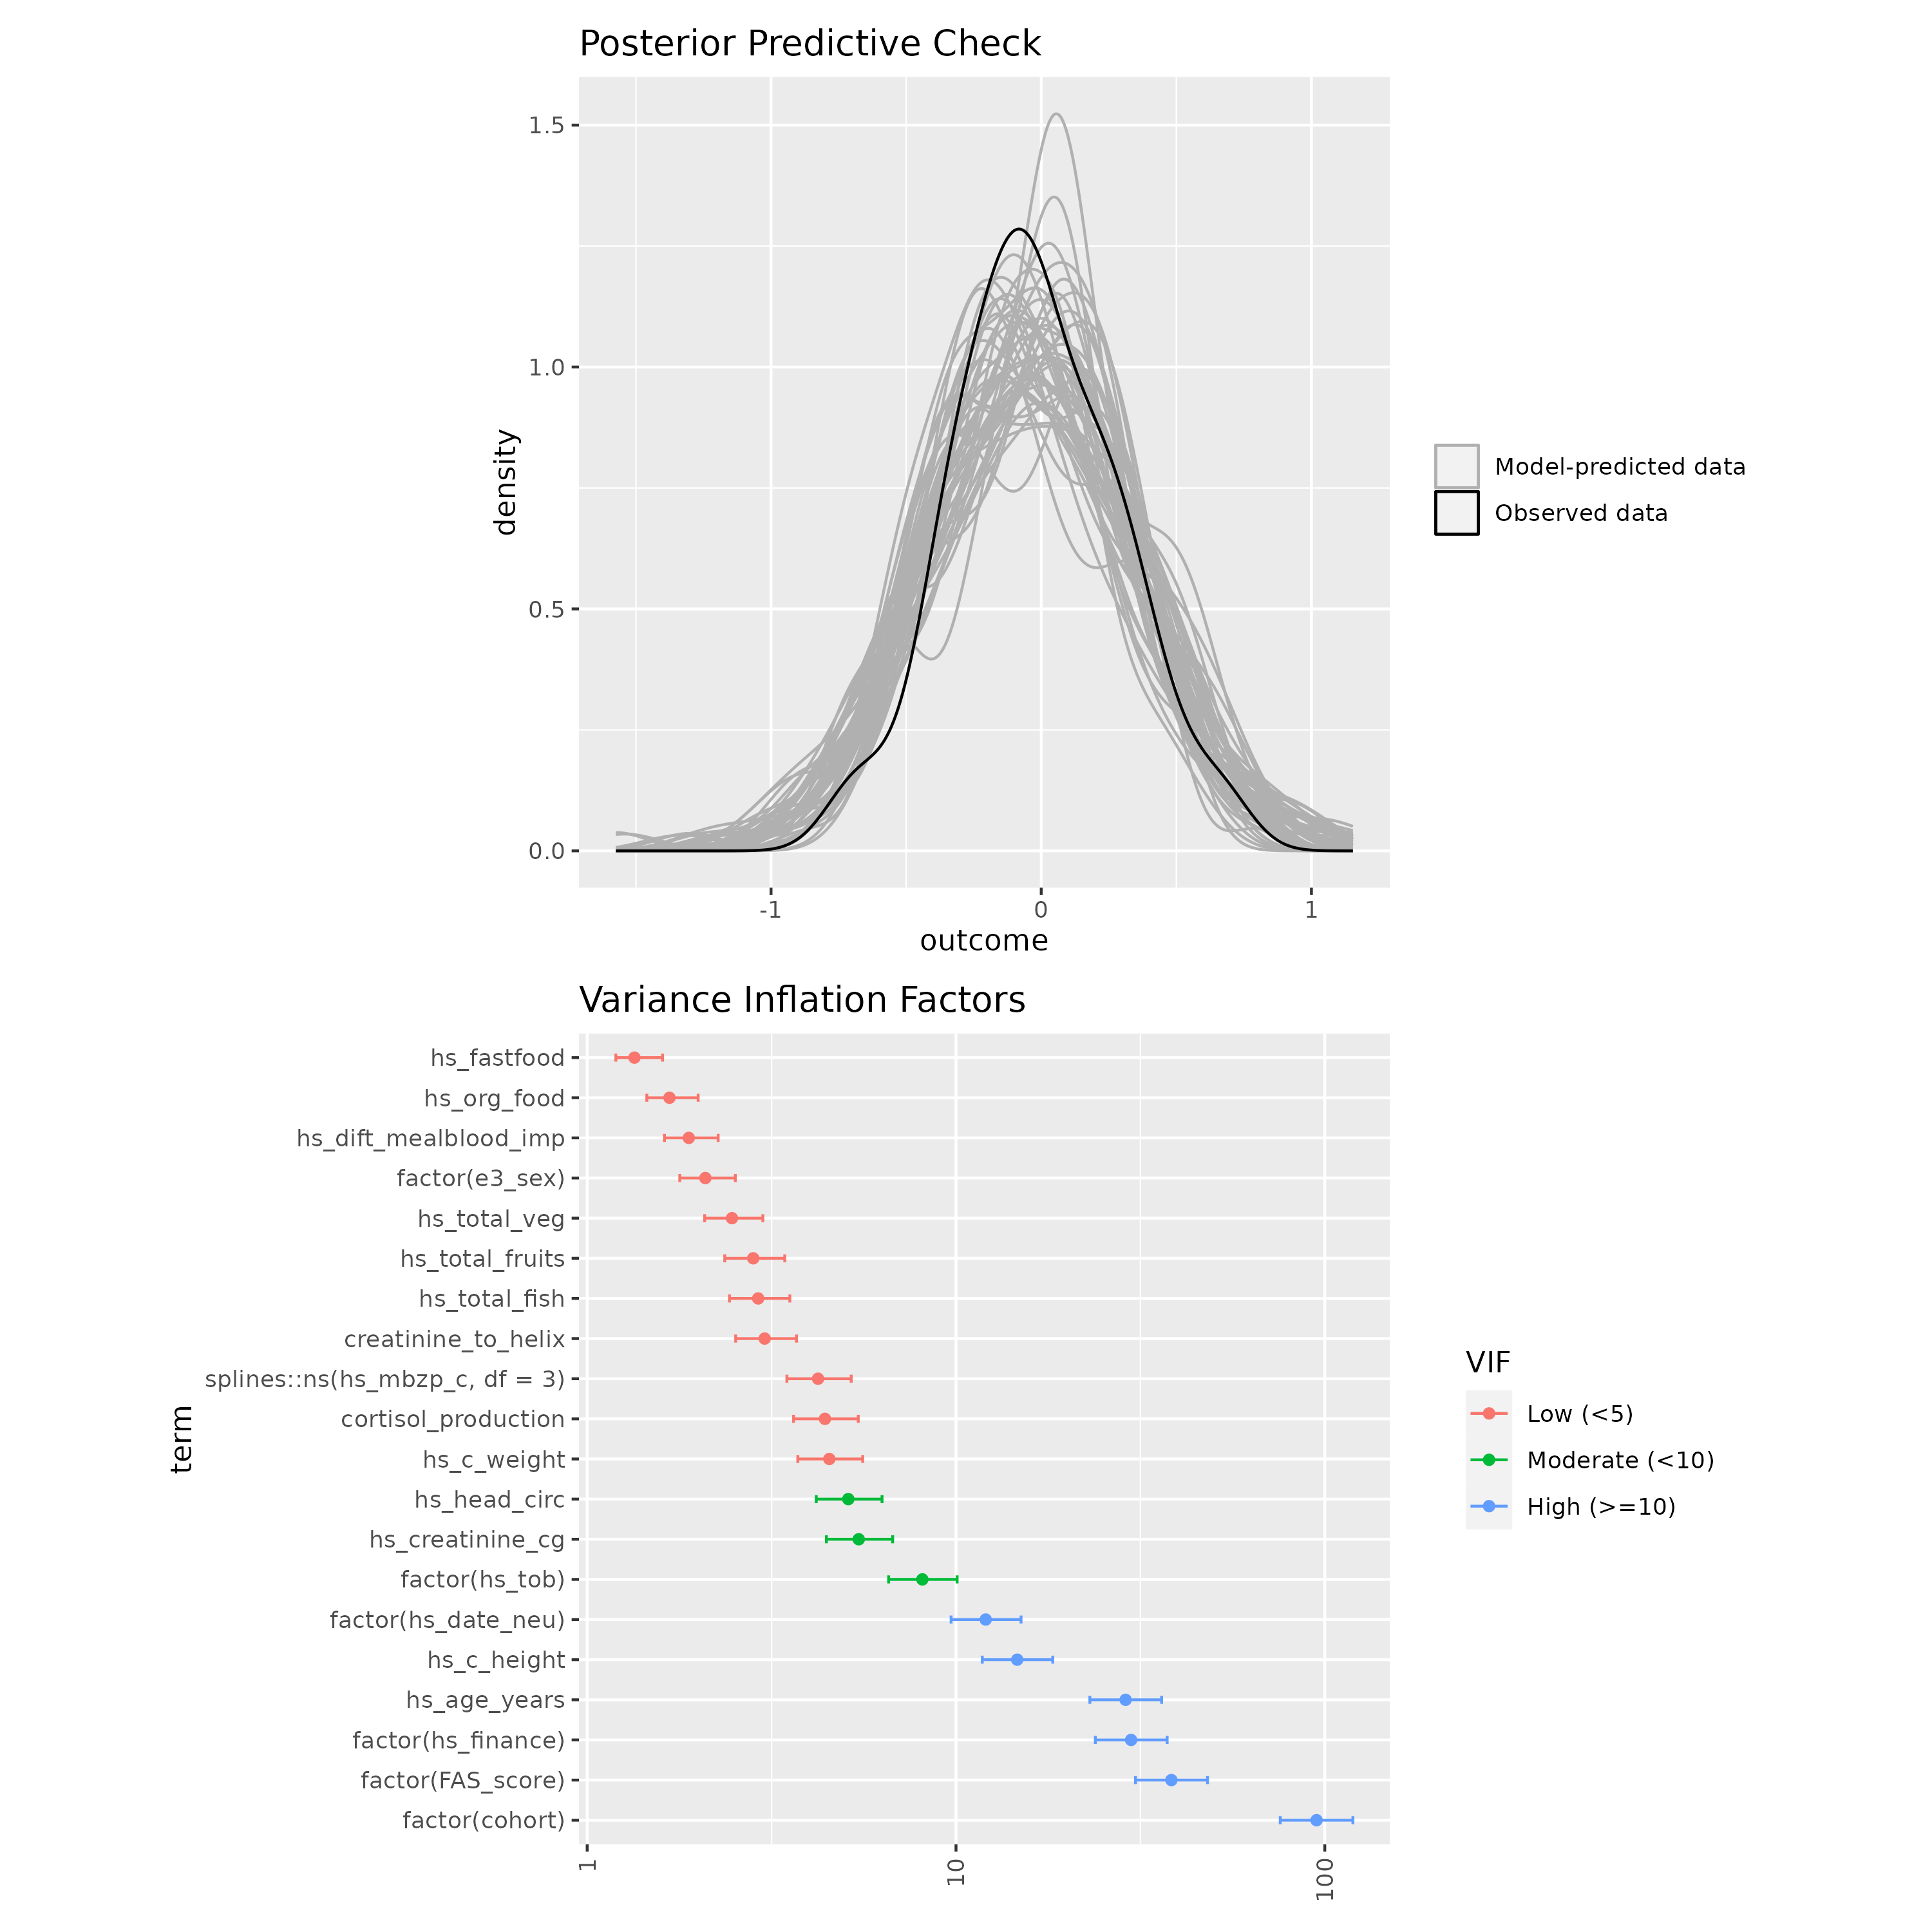 Posterior Predictive Check
1.5
1.0
0.5
0.0
density
-1 0 1
outcome
Model-predicted data
Observed data
Variance Inflation Factors
hs_fastfood
hs_org_food
hs_dift_mealblood_imp
factor(e3_sex)
hs_total_veg
hs_total_fruits
hs_total_fish
creatinine_to_helix
splines::ns(hs_mbzp_c, df = 3)
cortisol_production
hs_c_weight
hs_head_circ
hs_creatinine_cg
factor(hs_tob)
factor(hs_date_neu)
hs_c_height
hs_age_years
factor(hs_finance)
factor(FAS_score)
factor(cohort)
term
1 10 100
VIF
Low (<5)
Moderate (<10)
High (>=10)